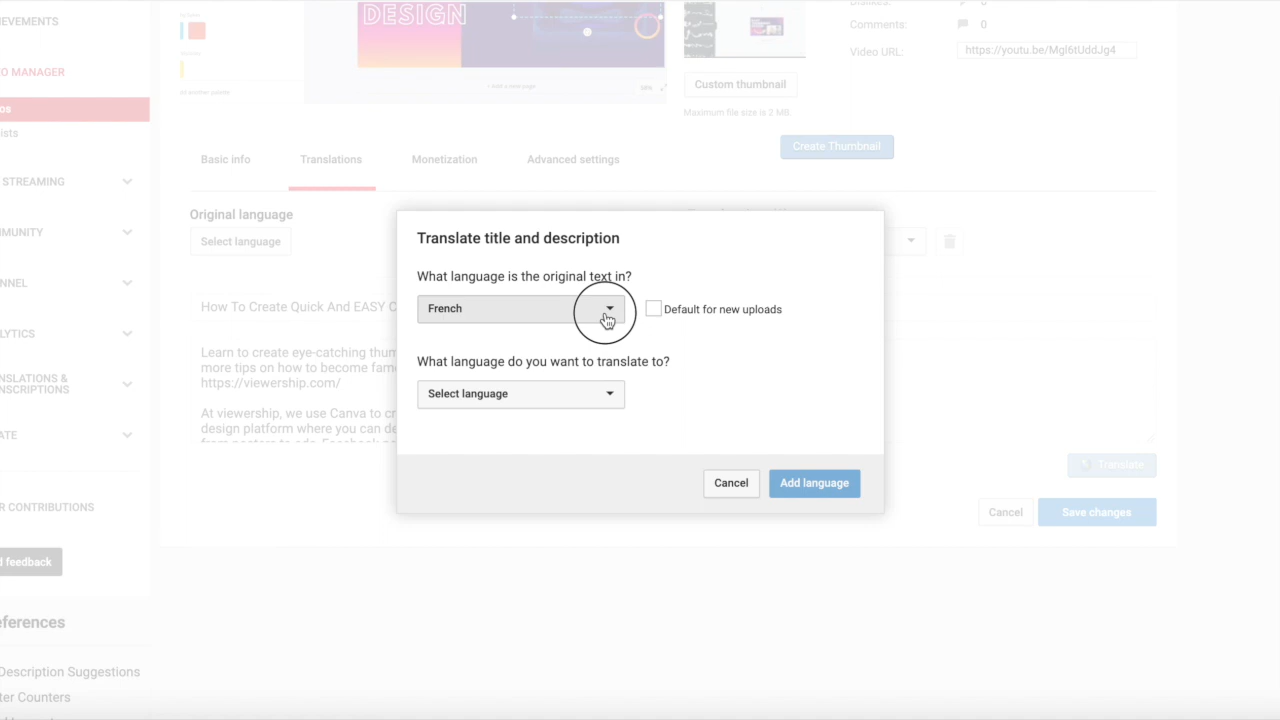 EVEMENTS
DESIGN
Dislikes: 0
Comments: 0
Video URL: https://youtu.be/MgI6tUddJg4
O MANAGER
Custom thumbnail
Maximum file size is 2 MB.
os
ists
Create Thumbnail
Basic info Translations Monetization Advanced settings
STREAMING
Original language
Select language
MMUNITY
NNEL
LYTICS
NSLATIONS &
NSCRIPTIONS
ATE
How To Create Quick And EASY C
Learn to create eye-catching thum
more tips on how to become fam
https://viewership.com/
At viewership, we use Canva to cr
design platform where you can de
Translate title and description
What language is the original text in?
French
Default for new uploads
What language do you want to translate to?
Select language
Cancel Add language
Translate
Cancel Save changes
R CONTRIBUTIONS
d feedback
eferences
Description Suggestions
ter Counters